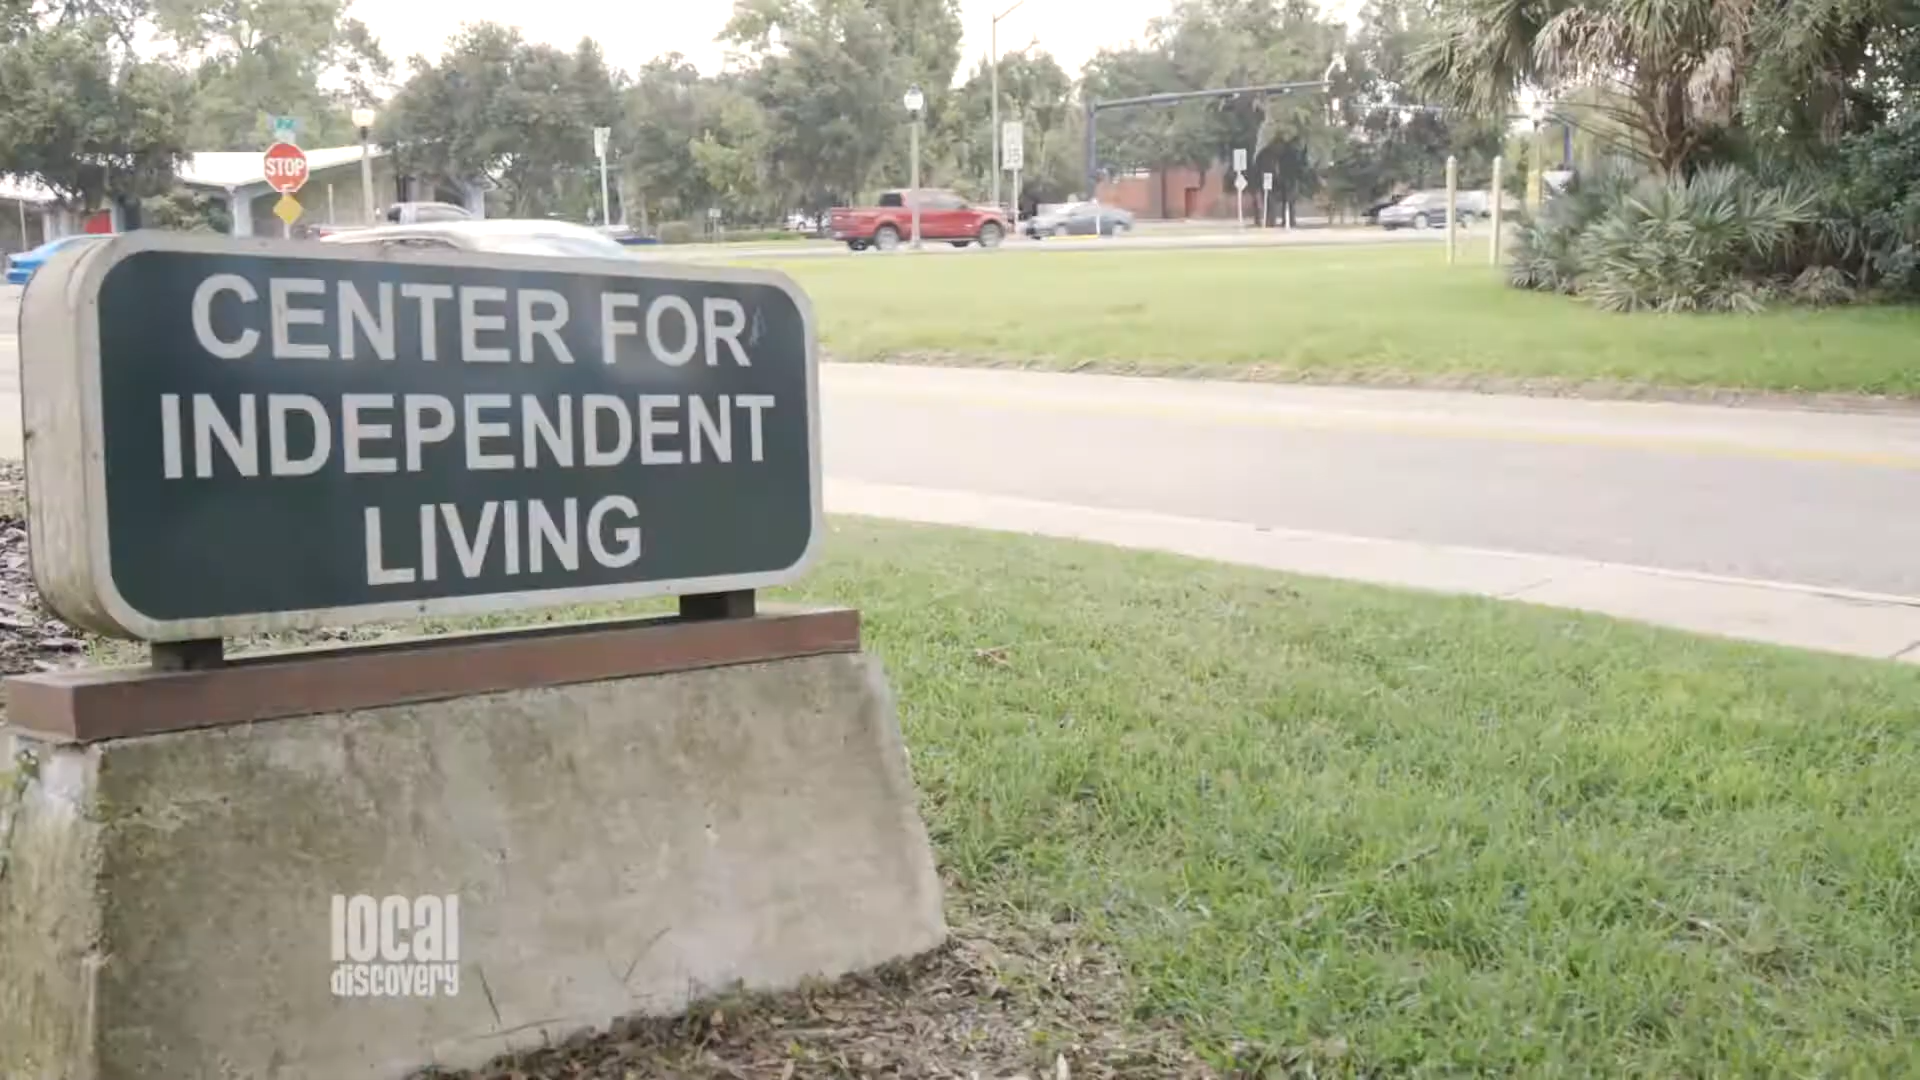 STOP
CENTER FOR
INDEPENDENT
LIVING
local
discovery